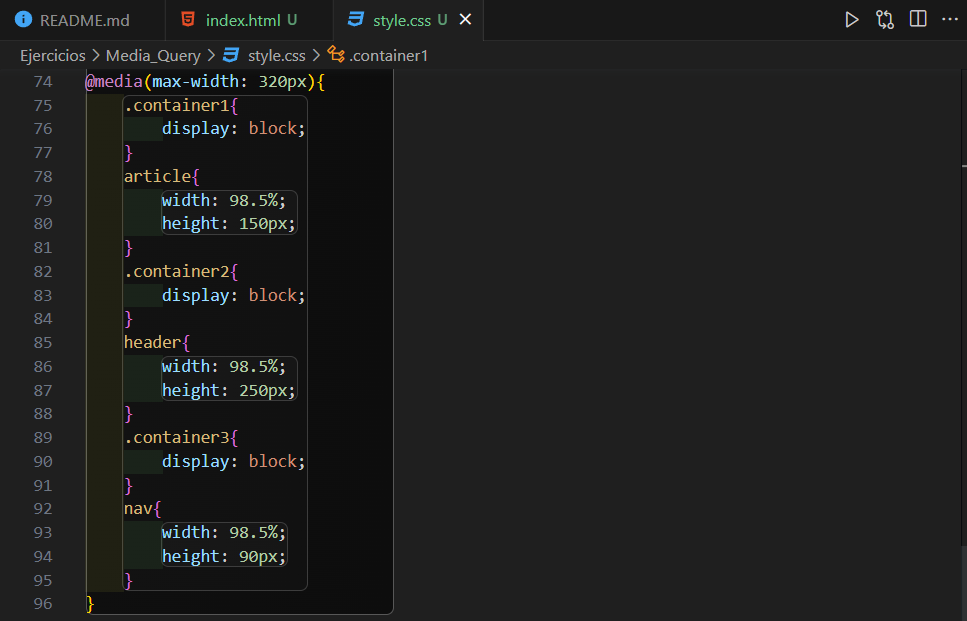 README.md index.html U style.css U
Ejercicios > Media_Query > style.css > .container1
74 @media(max-width: 320px){
75 .container1{
76 display: block;
77 }
78 article{
79 width: 98.5%;
80 height: 150px;
81 }
82 .container2{
83 display: block;
84 }
85 header{
86 width: 98.5%;
87 height: 250px;
88 }
89 .container3{
90 display: block;
91 }
92 nav{
93 width: 98.5%;
94 height: 90px;
95 }
96 }